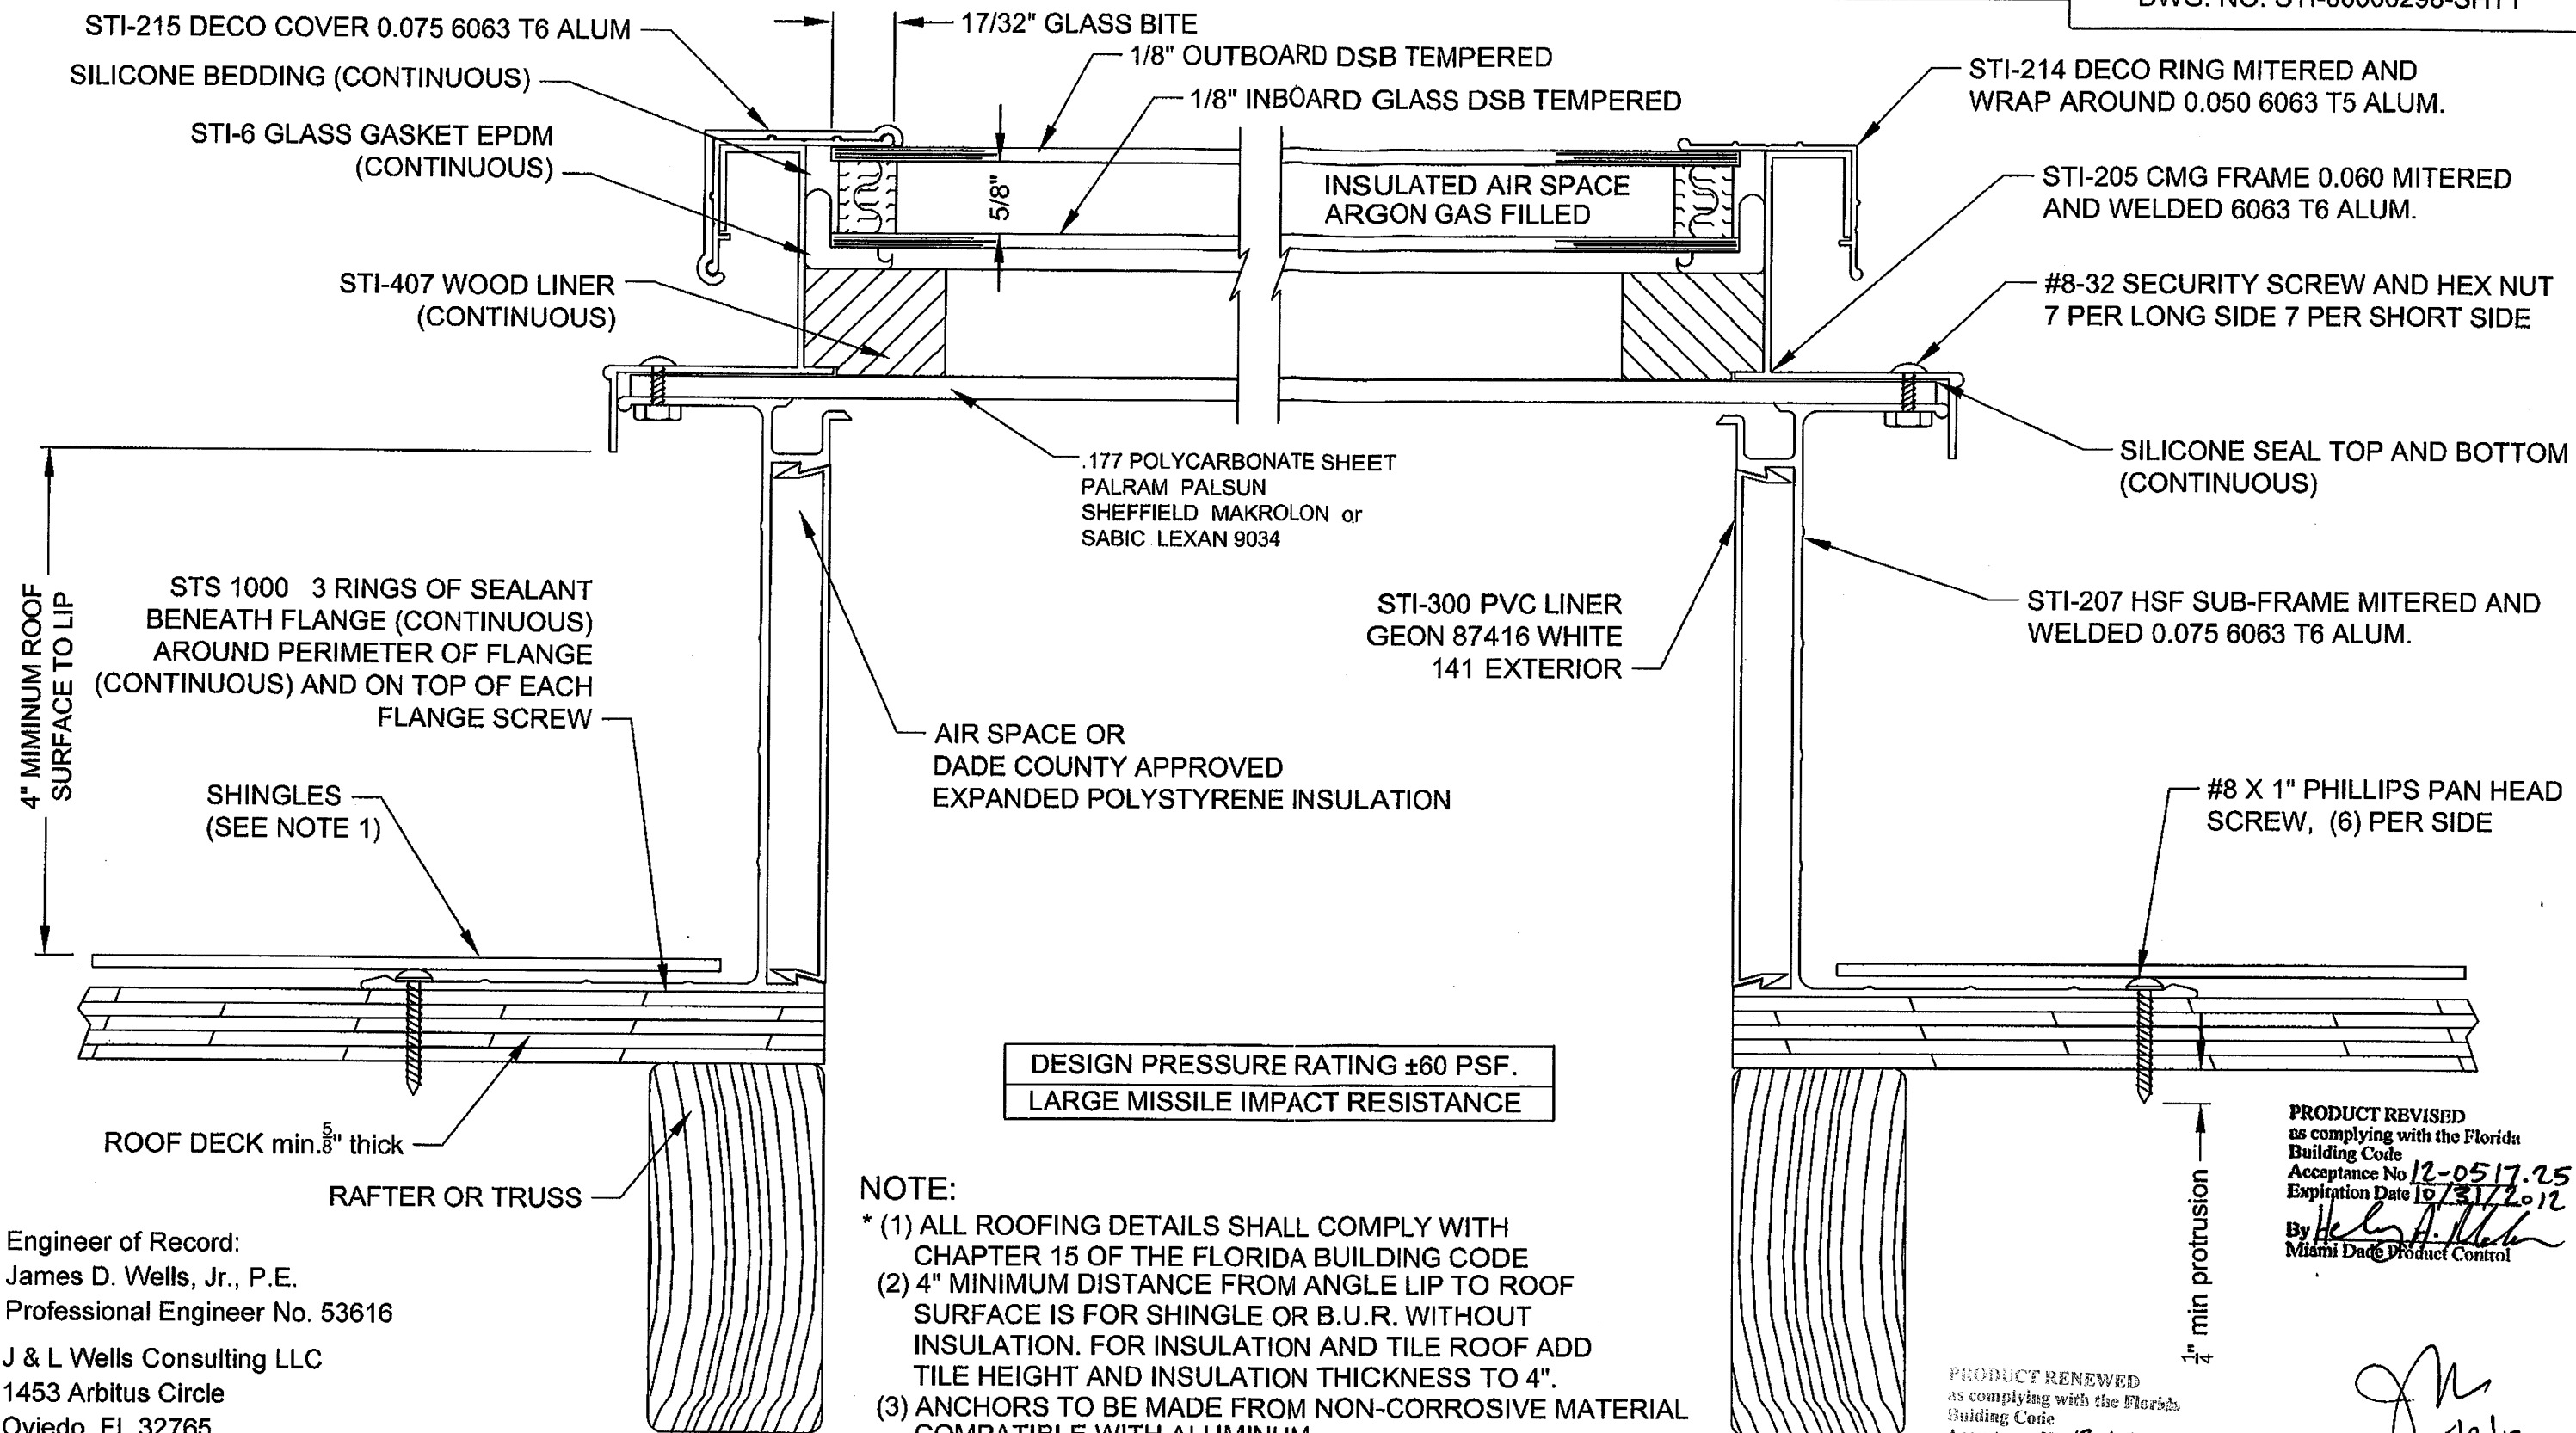 STI-215 DECO COVER 0.075 6063 T6 ALUM
SILICONE BEDDING (CONTINUOUS)
STI-6 GLASS GASKET EPDM
(CONTINUOUS)
STI-407 WOOD LINER
(CONTINUOUS)
17/32" GLASS BITE
1/8" OUTBOARD DSB TEMPERED
1/8" INBOARD GLASS DSB TEMPERED
5/8"
INSULATED AIR SPACE
ARGON GAS FILLED
STI-214 DECO RING MITERED AND
WRAP AROUND 0.050 6063 T5 ALUM.
STI-205 CMG FRAME 0.060 MITERED
AND WELDED 6063 T6 ALUM.
#8-32 SECURITY SCREW AND HEX NUT
7 PER LONG SIDE 7 PER SHORT SIDE
SILICONE SEAL TOP AND BOTTOM
(CONTINUOUS)
.177 POLYCARBONATE SHEET
PALRAM PALSUN
SHEFFIELD MAKROLON or
SABIC LEXAN 9034
4" MIMINUM ROOF
SURFACE TO LIP
STS 1000 3 RINGS OF SEALANT
BENEATH FLANGE (CONTINUOUS)
AROUND PERIMETER OF FLANGE
(CONTINUOUS) AND ON TOP OF EACH
FLANGE SCREW
STI-300 PVC LINER
GEON 87416 WHITE
141 EXTERIOR
STI-207 HSF SUB-FRAME MITERED AND
WELDED 0.075 6063 T6 ALUM.
AIR SPACE OR
DADE COUNTY APPROVED
EXPANDED POLYSTYRENE INSULATION
SHINGLES
(SEE NOTE 1)
#8 X 1" PHILLIPS PAN HEAD
SCREW, (6) PER SIDE
DESIGN PRESSURE RATING ±60 PSF.
LARGE MISSILE IMPACT RESISTANCE
ROOF DECK min.5/8" thick
RAFTER OR TRUSS
1/4" min protrusion
PRODUCT REVISED
as complying with the Florida
Building Code
Acceptance No 12-0517.25
Expiration Date 10/31/2012
By
Miami Dade Product Control
Engineer of Record:
James D. Wells, Jr., P.E.
Professional Engineer No. 53616
J & L Wells Consulting LLC
1453 Arbitus Circle
Oviedo, FL 32765
NOTE:
* (1) ALL ROOFING DETAILS SHALL COMPLY WITH
CHAPTER 15 OF THE FLORIDA BUILDING CODE
(2) 4" MINIMUM DISTANCE FROM ANGLE LIP TO ROOF
SURFACE IS FOR SHINGLE OR B.U.R. WITHOUT
INSULATION. FOR INSULATION AND TILE ROOF ADD
TILE HEIGHT AND INSULATION THICKNESS TO 4".
(3) ANCHORS TO BE MADE FROM NON-CORROSIVE MATERIAL
COMPATIBLE WITH ALUMINUM
PRODUCT RENEWED
as complying with the Florida
Building Code